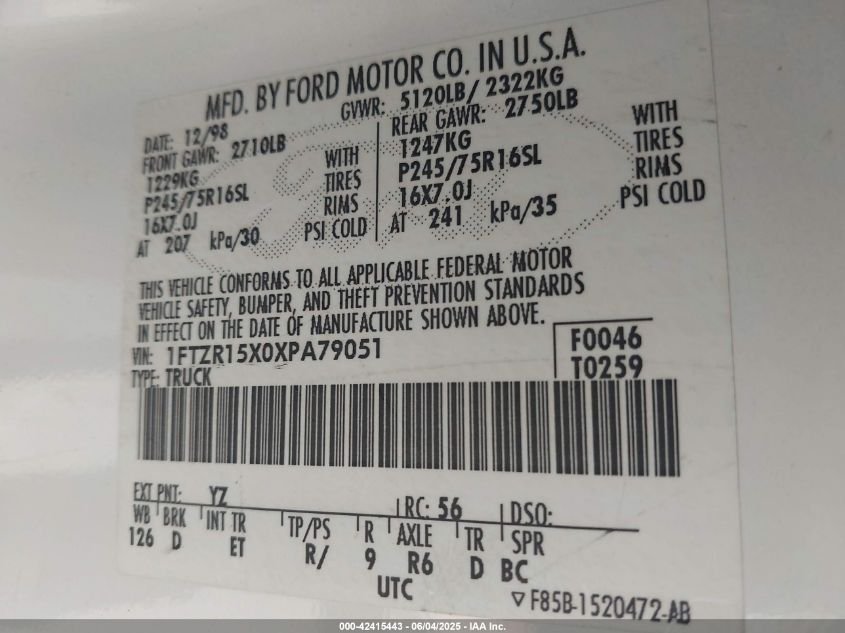 MFD. BY FORD MOTOR CO. IN U.S.A.
DATE: 12/98 GVWR: 5120LB/ 2322KG
FRONT GAWR: 2710LB REAR GAWR: 2750LB
1229KG WITH 1247KG WITH
P245/75R16SL TIRES P245/75R16SL TIRES
16X7.0J RIMS 16X7.0J RIMS
AT 207 kPa/30 PSI COLD AT 241 kPa/35 PSI COLD
THIS VEHICLE CONFORMS TO ALL APPLICABLE FEDERAL MOTOR
VEHICLE SAFETY, BUMPER, AND THEFT PREVENTION STANDARDS
IN EFFECT ON THE DATE OF MANUFACTURE SHOWN ABOVE.
VIN: 1FTZR15X0XPA79051 F0046
TYPE: TRUCK T0259
EXT PNT: YZ RC: 56 DSO:
WB BRK INT TR TP/PS R AXLE TR SPR
126 D ET R/ 9 R6 D BC
UTC ▽F85B-1520472-AB
000-42415443 - 06/04/2025 - IAA Inc.